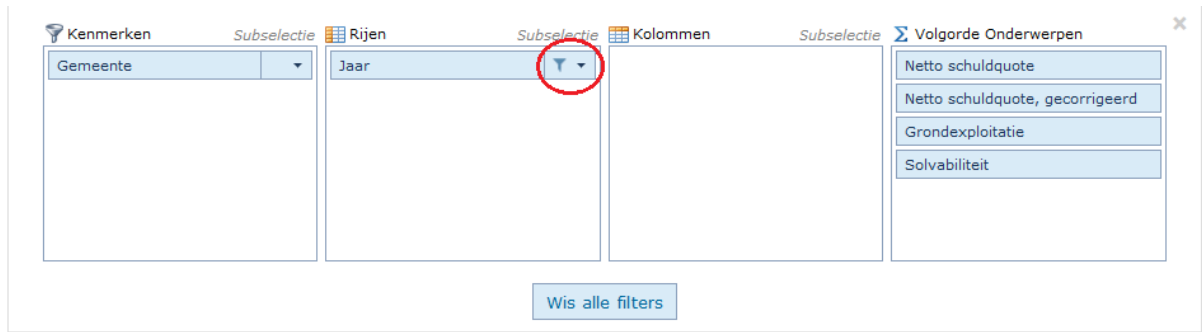 Kenmerken Subselectie Rijen Subselectie Kolommen Subselectie Volgorde Onderwerpen
Gemeente Jaar Netto schuldquote
Netto schuldquote, gecorrigeerd
Grondexploitatie
Solvabiliteit
Wis alle filters